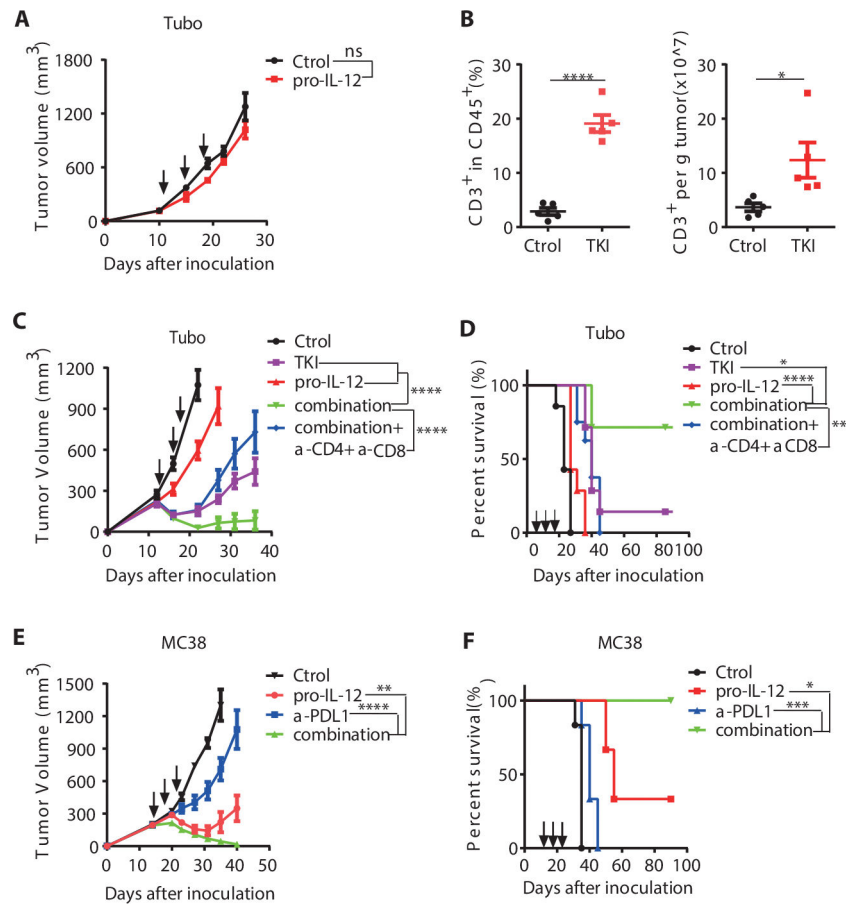 A
Tubo
Tumor volume (mm3)
1800
1200
600
0
0 10 20 30
Days after inoculation
Ctrol
pro-IL-12
ns
B
CD3+ in CD45+(%)
30
20
10
0
Ctrol TKI
****
CD3+ per g tumor(x10^7)
30
20
10
0
Ctrol TKI
*
C
Tubo
Tumor Volume (mm3)
1200
900
600
300
0
0 10 20 30 40
Days after inoculation
Ctrol
TKI
pro-IL-12
combination
combination+
a-CD4+ a-CD8
****
****
D
Tubo
Percent survival (%)
100
50
0
0 20 40 60 80 100
Days after inoculation
Ctrol
TKI
pro-IL-12
combination
combination+
a-CD4+ a CD8
*
****
**
E
MC38
Tumor Volume (mm3)
1500
1200
900
600
300
0
0 10 20 30 40 50
Days after inoculation
Ctrol
pro-IL-12
a-PDL1
combination
**
****
F
MC38
Percent survival(%)
100
50
0
0 20 40 60 80 100
Days after inoculation
Ctrol
pro-IL-12
a-PDL1
combination
*
***